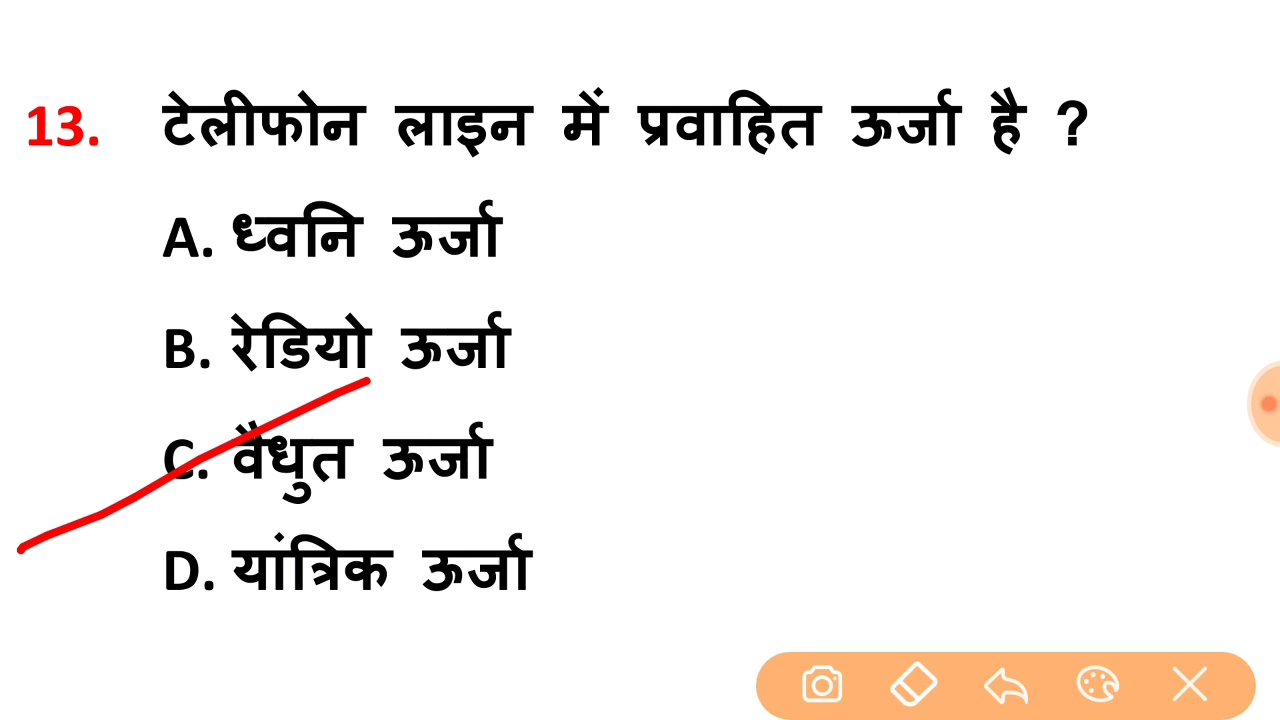 13. टेलीफोन लाइन में प्रवाहित ऊर्जा है ?
A. ध्वनि ऊर्जा
B. रेडियो ऊर्जा
C. वैधुत ऊर्जा
D. यांत्रिक ऊर्जा